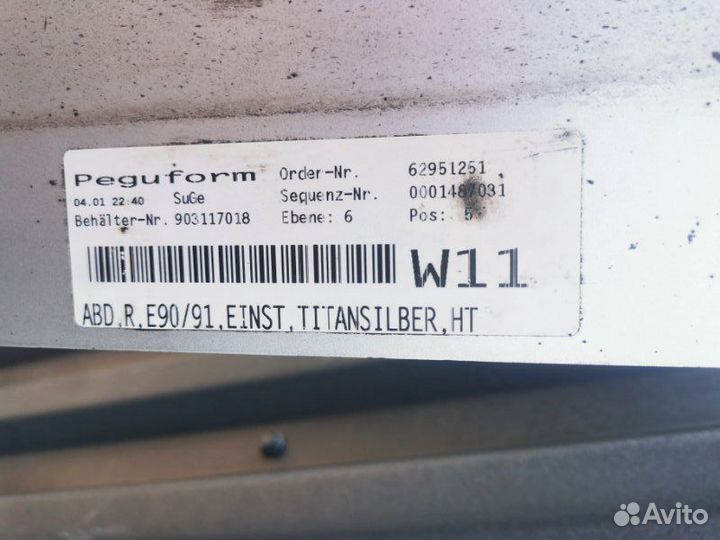 Peguform Order-Nr. 62951251
04.01 22:40 SuGe Sequenz-Nr. 0001487031
Behälter-Nr. 903117018 Ebene: 6 Pos: 5
W11
ABD,R,E90/91,EINST,TITANSILBER,HT
Avito